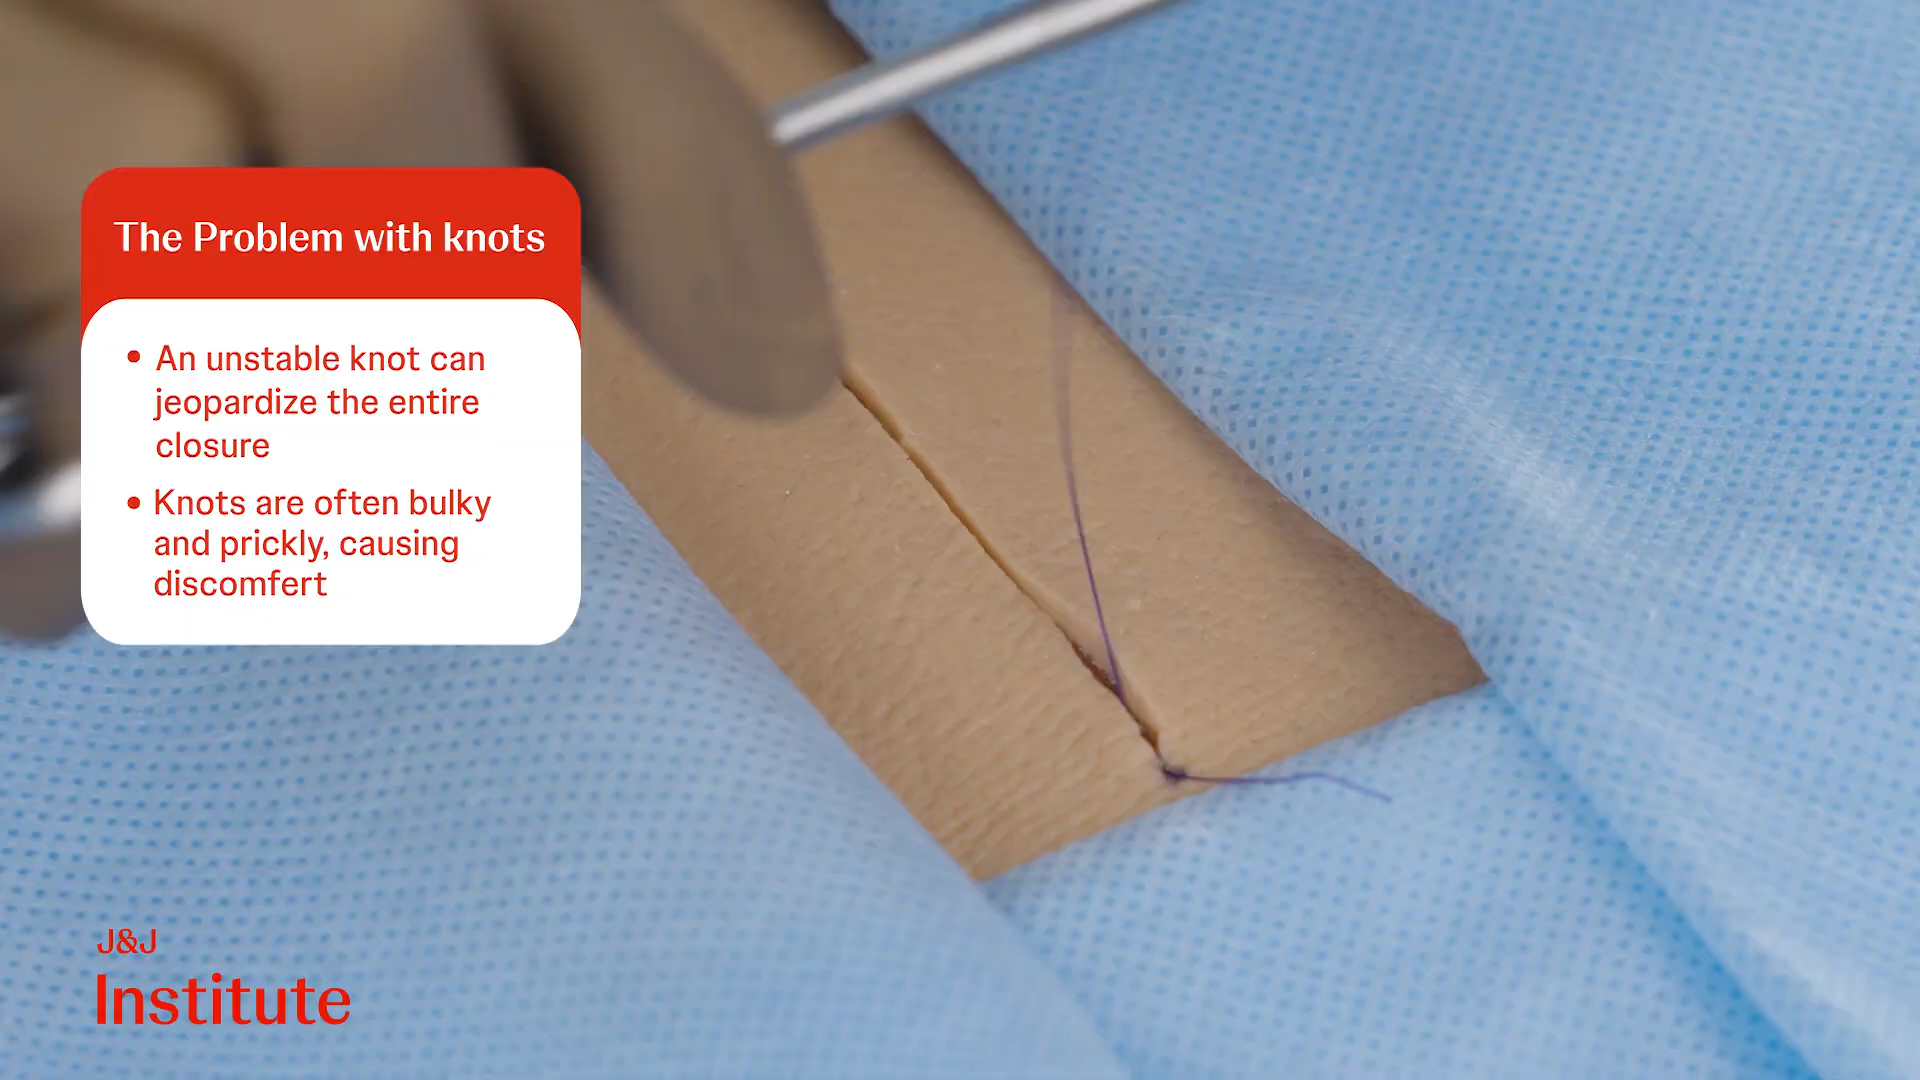 The Problem with knots
• An unstable knot can
jeopardize the entire
closure
• Knots are often bulky
and prickly, causing
discomfert
J&J
Institute